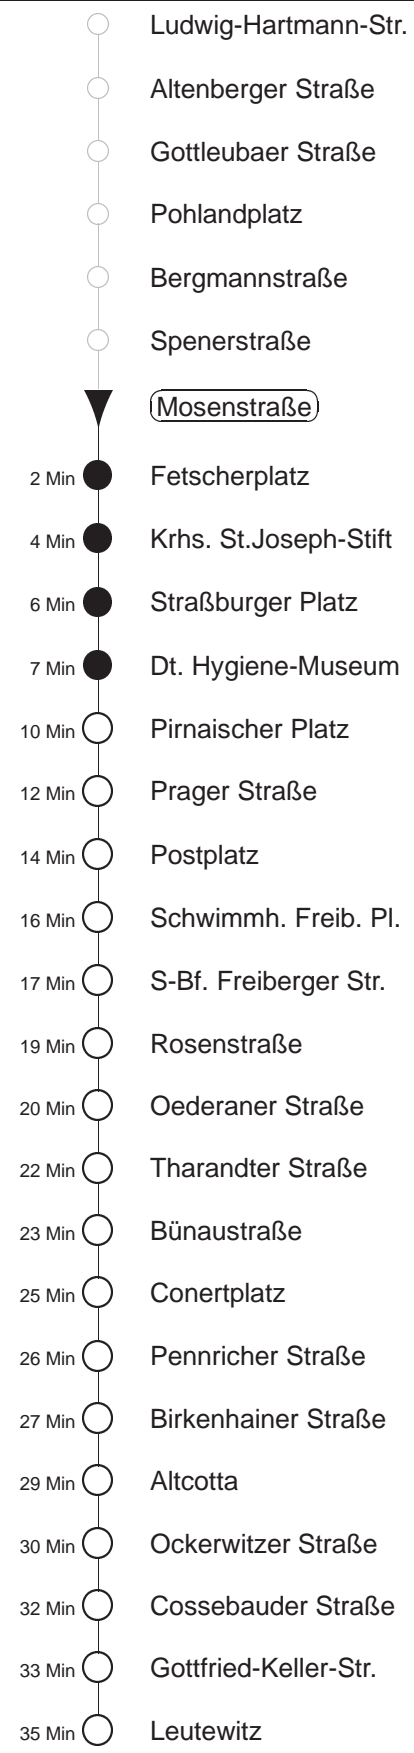 Ludwig-Hartmann-Str.
Altenberger Straße
Gottleubaer Straße
Pohlandplatz
Bergmannstraße
Spenerstraße
Mosenstraße
2 Min Fetscherplatz
4 Min Krhs. St.Joseph-Stift
6 Min Straßburger Platz
7 Min Dt. Hygiene-Museum
10 Min Pirnaischer Platz
12 Min Prager Straße
14 Min Postplatz
16 Min Schwimmh. Freib. Pl.
17 Min S-Bf. Freiberger Str.
19 Min Rosenstraße
20 Min Oederaner Straße
22 Min Tharandter Straße
23 Min Bünaustraße
25 Min Conertplatz
26 Min Pennricher Straße
27 Min Birkenhainer Straße
29 Min Altcotta
30 Min Ockerwitzer Straße
32 Min Cossebauder Straße
33 Min Gottfried-Keller-Str.
35 Min Leutewitz